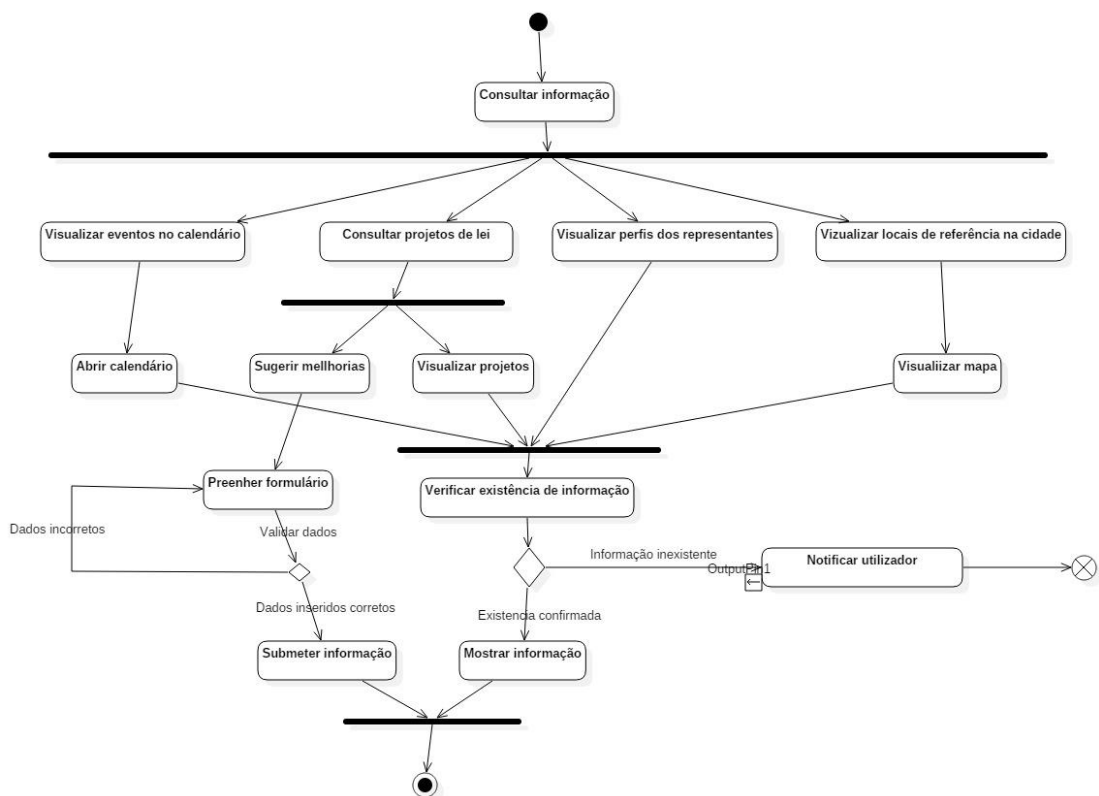 Consultar informação
Visualizar eventos no calendário
Consultar projetos de lei
Visualizar perfis dos representantes
Vizualizar locais de referência na cidade
Abrir calendário
Sugerir mellhorias
Visualizar projetos
Visualiizar mapa
Preenher formulário
Verificar existência de informação
Dados incorretos
Validar dados
Informação inexistente
Notificar utilizador
OutputPin1
Dados inseridos corretos
Existencia confirmada
Submeter informação
Mostrar informação